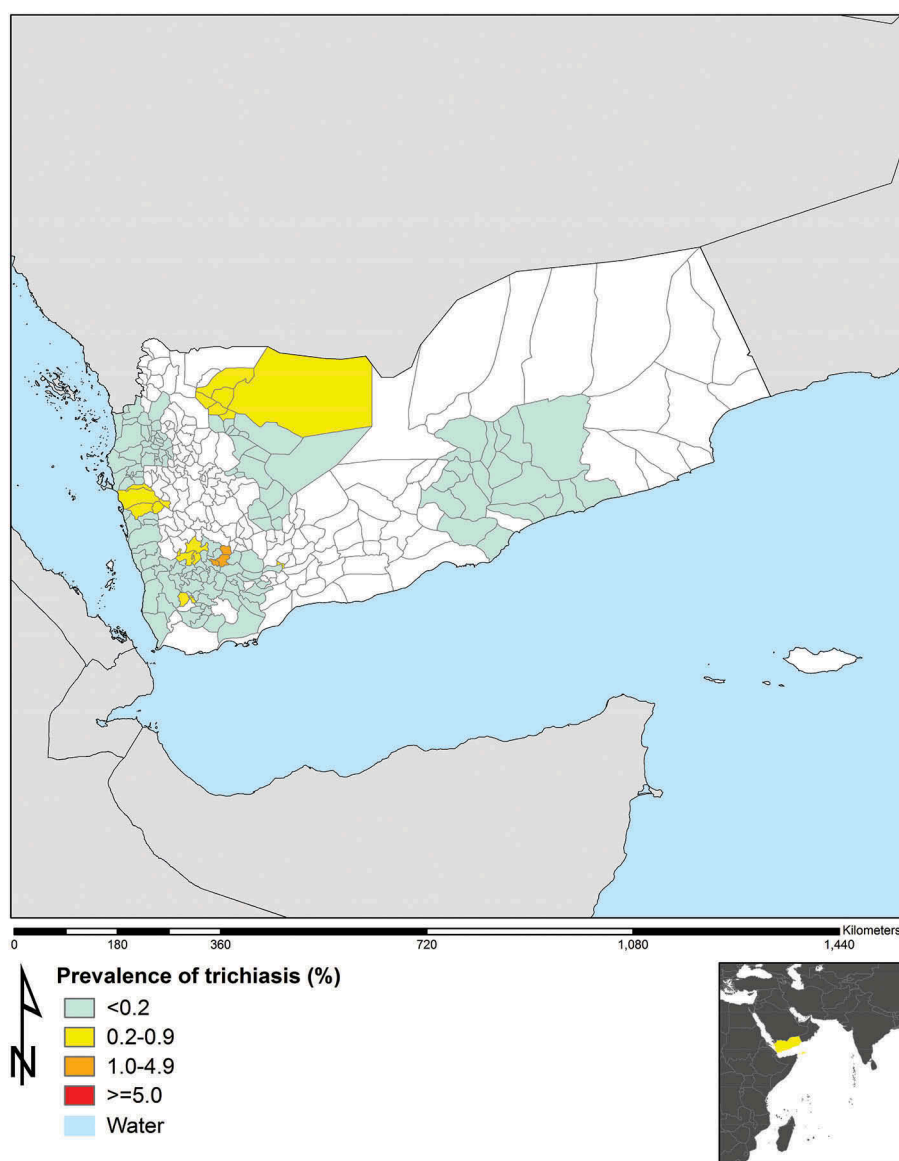 Kilometers
0 180 360 720 1,080 1,440
Prevalence of trichiasis (%)
<0.2
0.2-0.9
1.0-4.9
>=5.0
Water
N